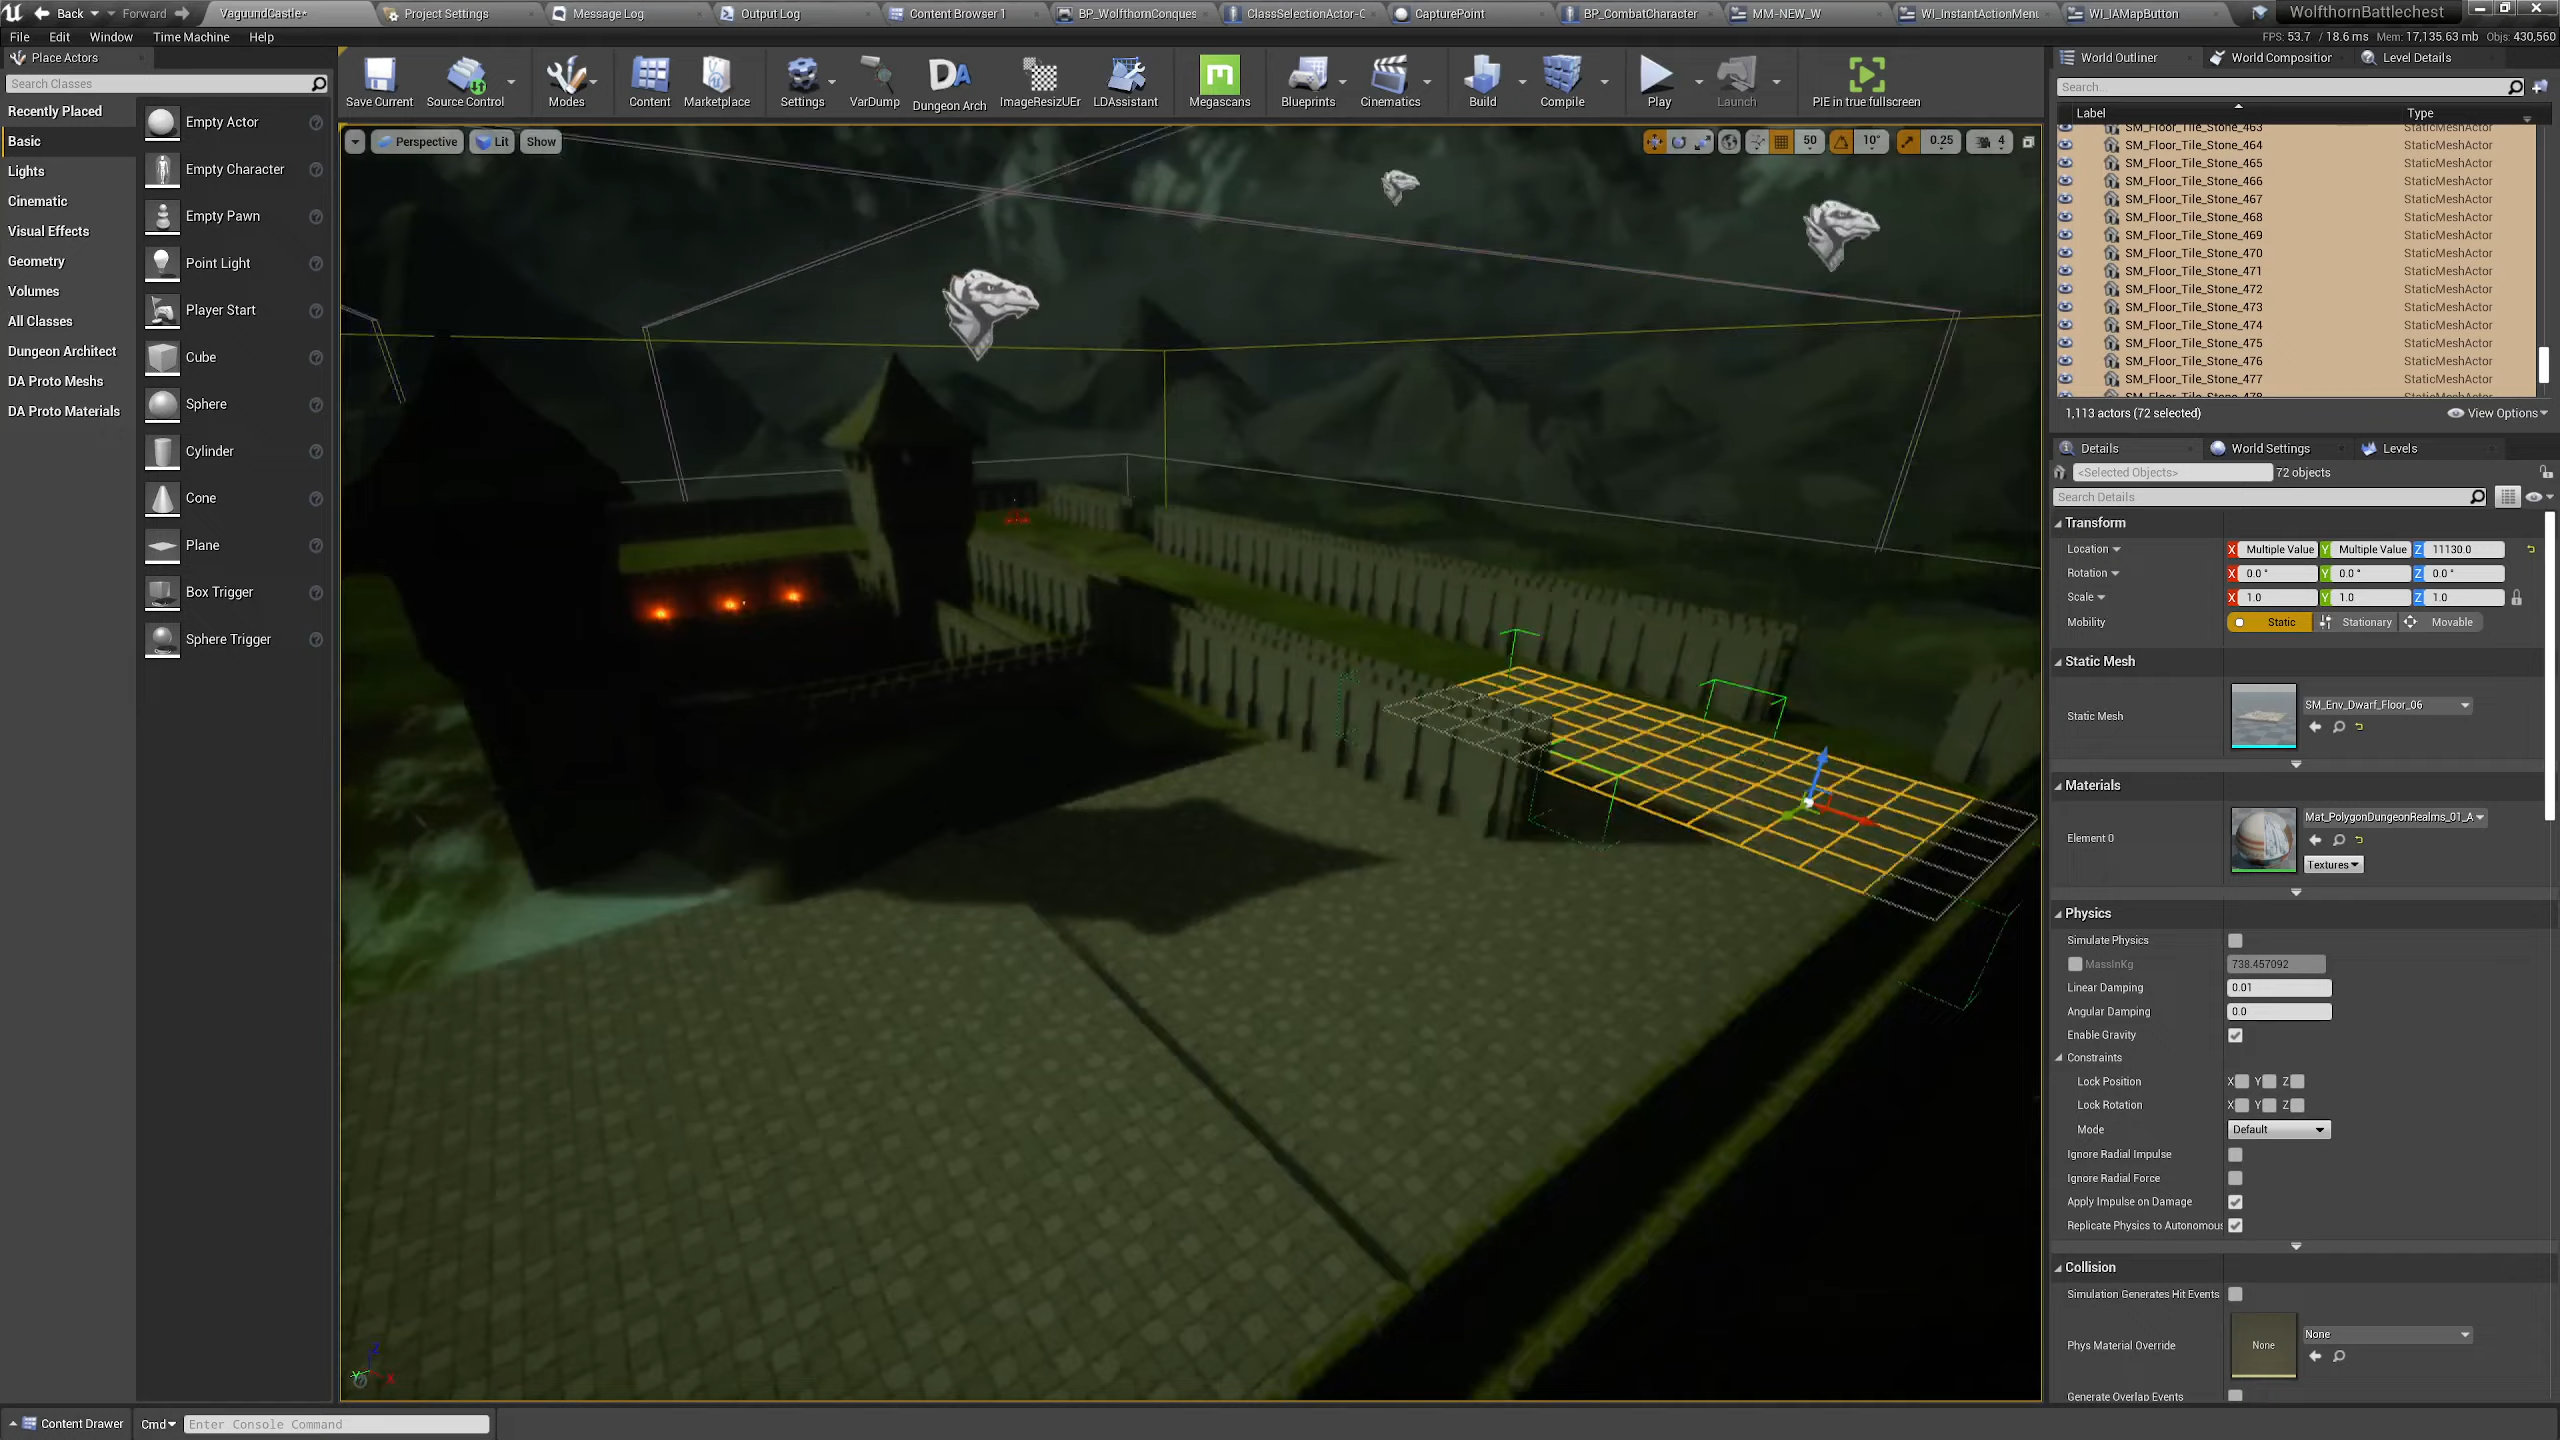 Back
Forward
VaguundCastle*
Project Settings
Message Log
Output Log
Content Browser 1
BP_WolfthornConques
ClassSelectionActor-C
CapturePoint
BP_CombatCharacter
MM-NEW_W
WI_InstantActionMenu
WI_IAMapButton
WolfthornBattlechest
File
Edit
Window
Time Machine
Help
FPS: 53.7 / 18.6 ms Mem: 17,135.63 mb Objs: 430,560
Place Actors
Search Classes
Recently Placed
Basic
Lights
Cinematic
Visual Effects
Geometry
Volumes
All Classes
Dungeon Architect
DA Proto Meshs
DA Proto Materials
Empty Actor
Empty Character
Empty Pawn
Point Light
Player Start
Cube
Sphere
Cylinder
Cone
Plane
Box Trigger
Sphere Trigger
Save Current
Source Control
Modes
Content
Marketplace
Settings
VarDump
Dungeon Arch
ImageResizUEr
LDAssistant
Megascans
Blueprints
Cinematics
Build
Compile
Play
Launch
PIE in true fullscreen
Perspective
Lit
Show
50
10°
0.25
4
World Outliner
World Composition
Level Details
Search...
Label
Type
SM_Floor_Tile_Stone_463 StaticMeshActor
SM_Floor_Tile_Stone_464 StaticMeshActor
SM_Floor_Tile_Stone_465 StaticMeshActor
SM_Floor_Tile_Stone_466 StaticMeshActor
SM_Floor_Tile_Stone_467 StaticMeshActor
SM_Floor_Tile_Stone_468 StaticMeshActor
SM_Floor_Tile_Stone_469 StaticMeshActor
SM_Floor_Tile_Stone_470 StaticMeshActor
SM_Floor_Tile_Stone_471 StaticMeshActor
SM_Floor_Tile_Stone_472 StaticMeshActor
SM_Floor_Tile_Stone_473 StaticMeshActor
SM_Floor_Tile_Stone_474 StaticMeshActor
SM_Floor_Tile_Stone_475 StaticMeshActor
SM_Floor_Tile_Stone_476 StaticMeshActor
SM_Floor_Tile_Stone_477 StaticMeshActor
1,113 actors (72 selected)
View Options
Details
World Settings
Levels
<Selected Objects>
72 objects
Search Details
Transform
Location X Multiple Value Y Multiple Value Z 11130.0
Rotation X 0.0 ° Y 0.0 ° Z 0.0 °
Scale X 1.0 Y 1.0 Z 1.0
Mobility Static Stationary Movable
Static Mesh
Static Mesh
SM_Env_Dwarf_Floor_06
Materials
Element 0
Mat_PolygonDungeonRealms_01_A
Textures
Physics
Simulate Physics
MassInKg 738.457092
Linear Damping 0.01
Angular Damping 0.0
Enable Gravity
Constraints
Lock Position X Y Z
Lock Rotation X Y Z
Mode Default
Ignore Radial Impulse
Ignore Radial Force
Apply Impulse on Damage
Replicate Physics to Autonomous
Collision
Simulation Generates Hit Events
Phys Material Override
None
None
Generate Overlap Events
Content Drawer
Cmd
Enter Console Command